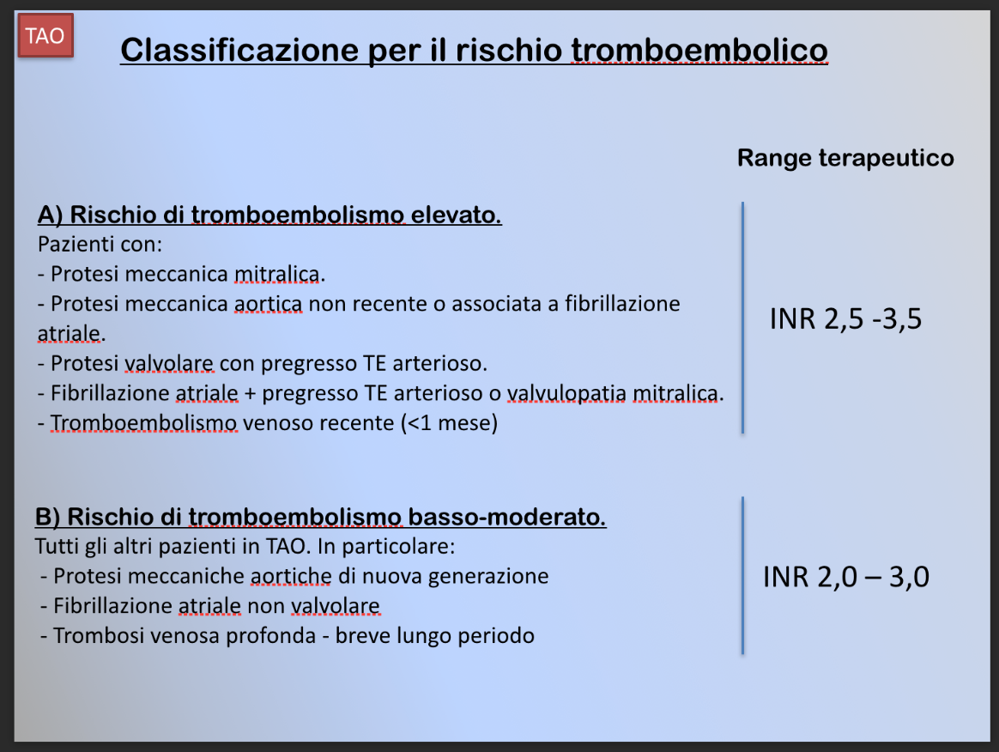 TAO
Classificazione per il rischio tromboembolico
Range terapeutico
A) Rischio di tromboembolismo elevato.
Pazienti con:
- Protesi meccanica mitralica.
- Protesi meccanica aortica non recente o associata a fibrillazione
atriale.
- Protesi valvolare con pregresso TE arterioso.
- Fibrillazione atriale + pregresso TE arterioso o valvulopatia mitralica.
- Tromboembolismo venoso recente (<1 mese)
INR 2,5 -3,5
B) Rischio di tromboembolismo basso-moderato.
Tutti gli altri pazienti in TAO. In particolare:
- Protesi meccaniche aortiche di nuova generazione
- Fibrillazione atriale non valvolare
- Trombosi venosa profonda - breve lungo periodo
INR 2,0 – 3,0